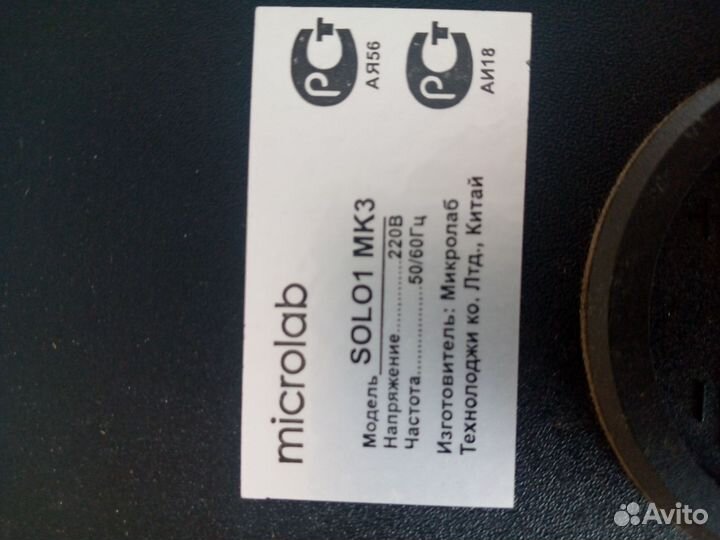 microlab
Модель SOLO1 MK3
Напряжение..............220В
Частота...................50/60Гц
Изготовитель: Микролаб
Технолоджи ко. Лтд., Китай
РСТ
АЯ56
РСТ
АИ18
Avito